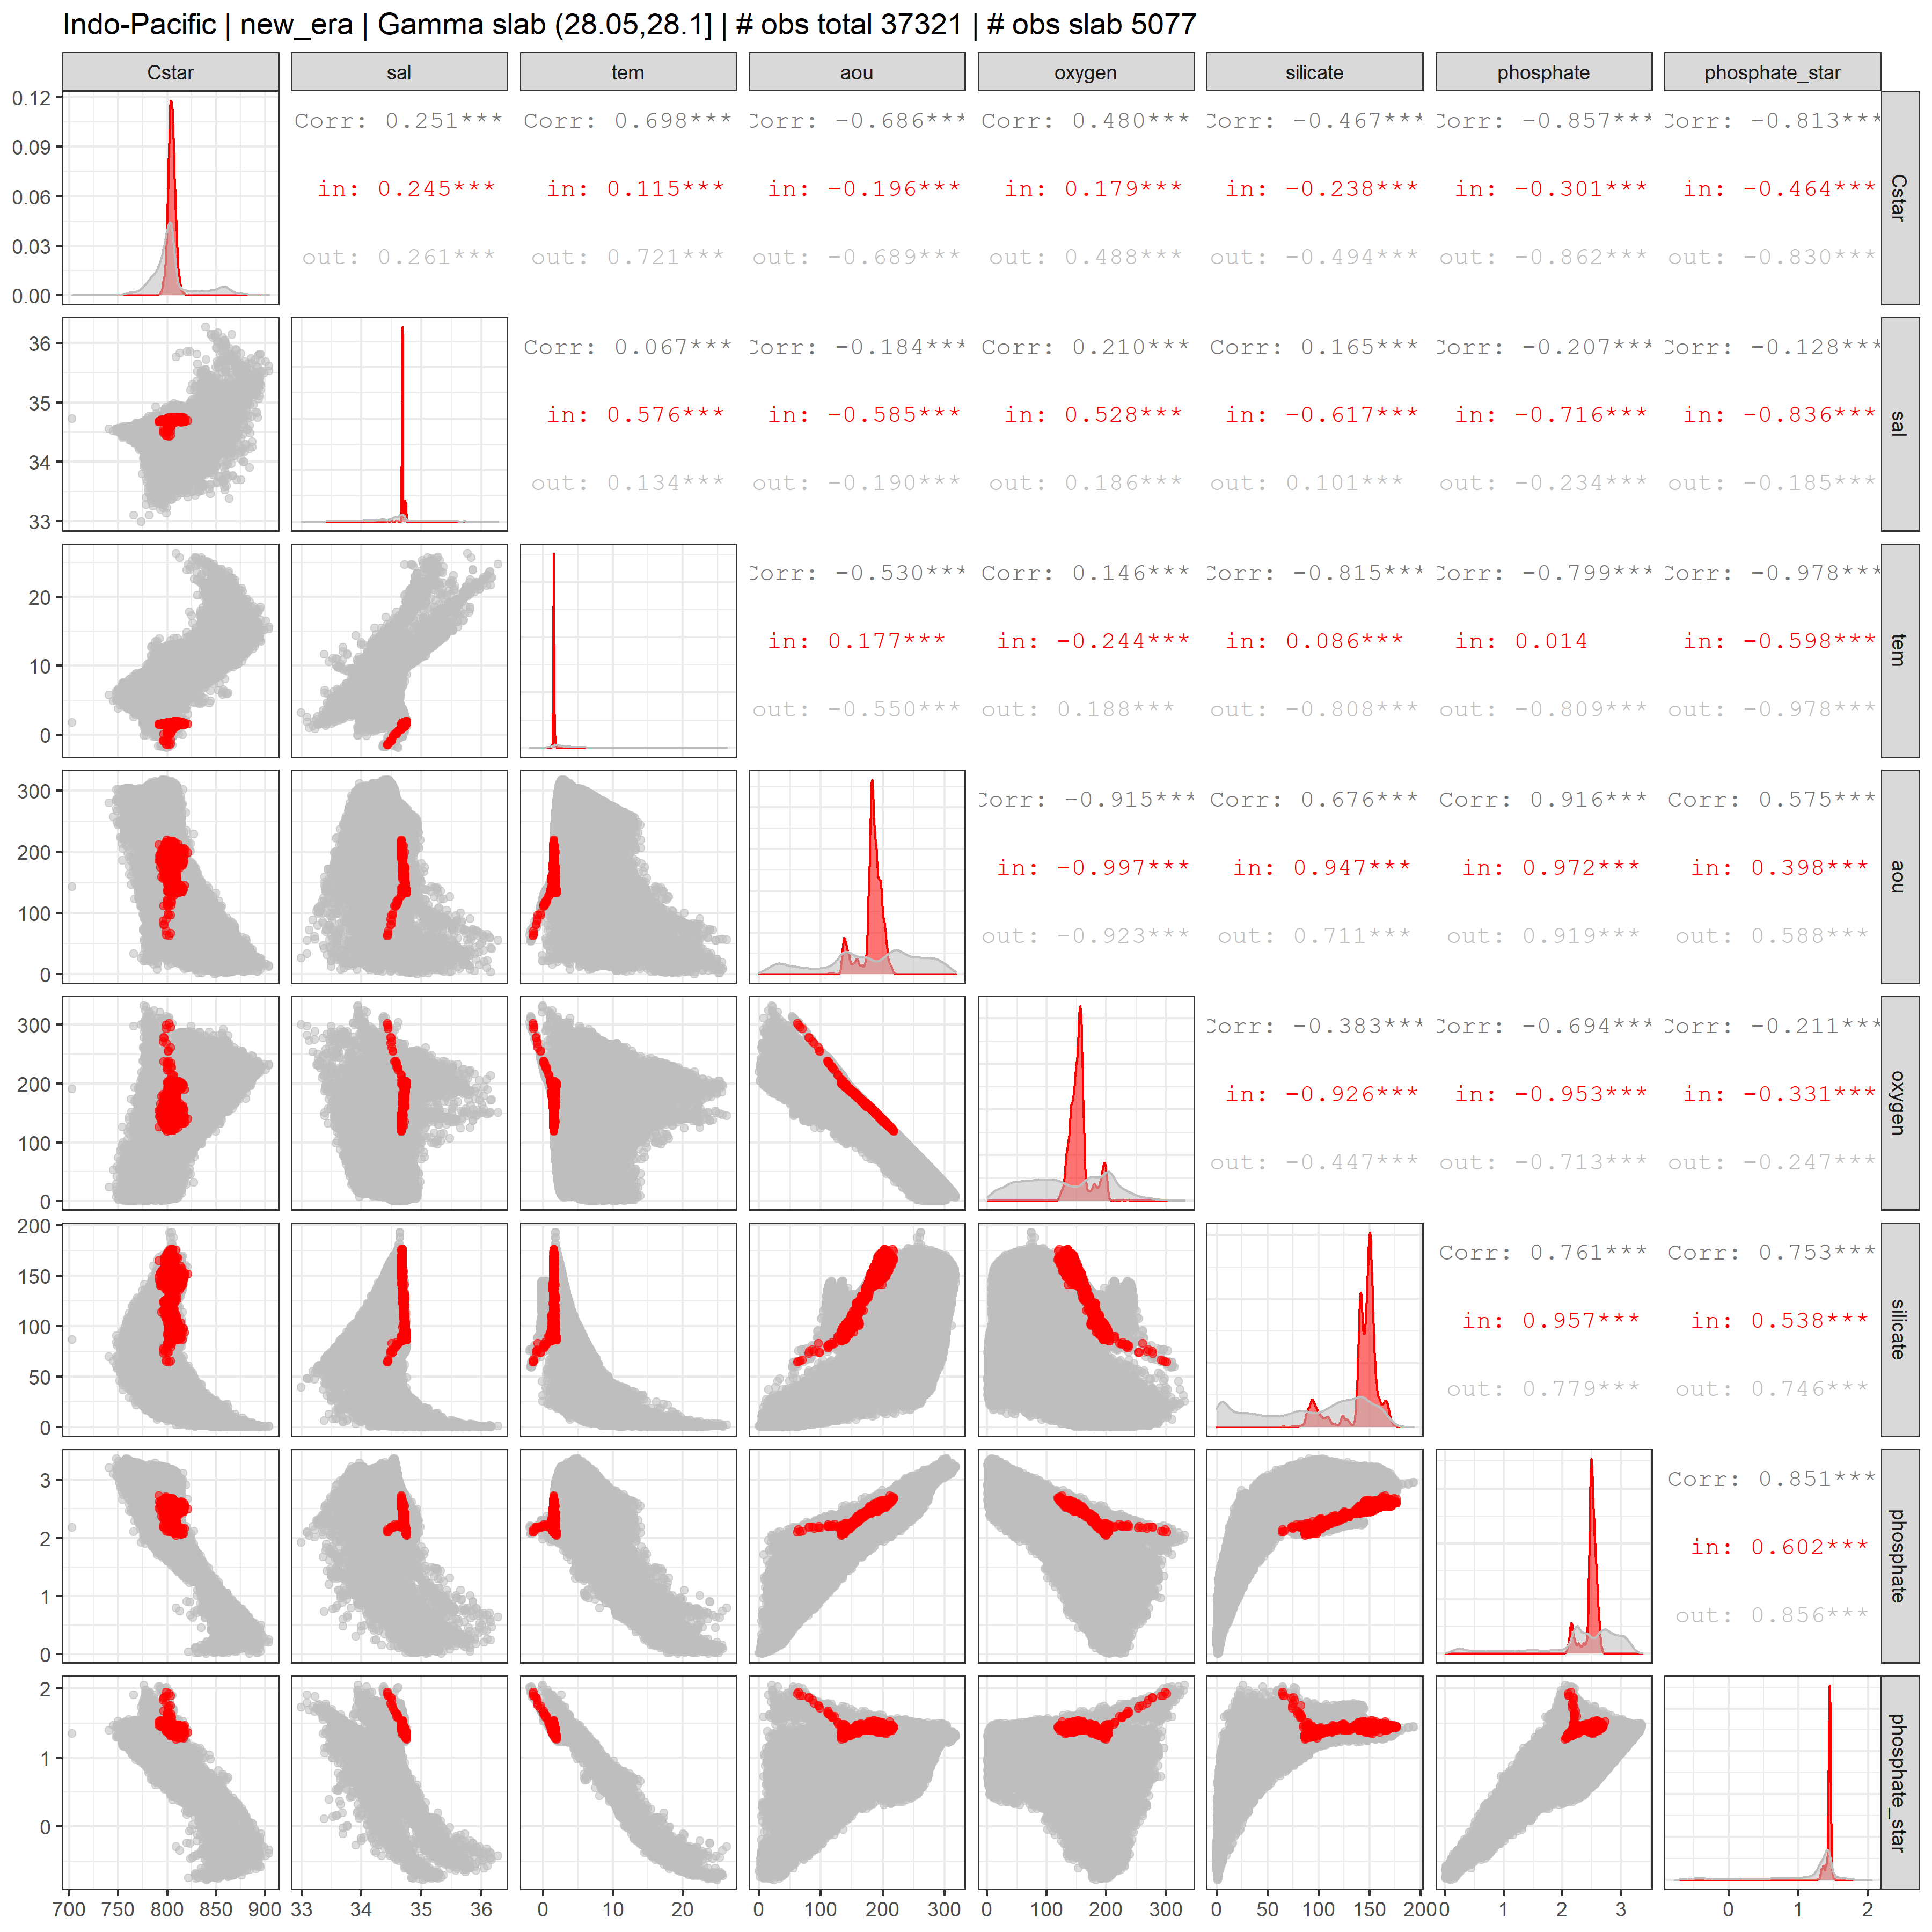 Indo-Pacific | new_era | Gamma slab (28.05,28.1] | # obs total 37321 | # obs slab 5077
Cstar sal tem aou oxygen silicate phosphate phosphate_star
0.12 Corr: 0.251*** Corr: 0.698*** Corr: -0.686*** Corr: 0.480*** Corr: -0.467*** Corr: -0.857*** Corr: -0.813***
0.09
0.06 in: 0.245*** in: 0.115*** in: -0.196*** in: 0.179*** in: -0.238*** in: -0.301*** in: -0.464*** Cstar
0.03 out: 0.261*** out: 0.721*** out: -0.689*** out: 0.488*** out: -0.494*** out: -0.862*** out: -0.830***
0.00
36 Corr: 0.067*** Corr: -0.184*** Corr: 0.210*** Corr: 0.165*** Corr: -0.207*** Corr: -0.128***
35 in: 0.576*** in: -0.585*** in: 0.528*** in: -0.617*** in: -0.716*** in: -0.836*** sal
34 out: 0.134*** out: -0.190*** out: 0.186*** out: 0.101*** out: -0.234*** out: -0.185***
33
Corr: -0.530*** Corr: 0.146*** Corr: -0.815*** Corr: -0.799*** Corr: -0.978***
20
10 in: 0.177*** in: -0.244*** in: 0.086*** in: 0.014 in: -0.598*** tem
0 out: -0.550*** out: 0.188*** out: -0.808*** out: -0.809*** out: -0.978***
300 Corr: -0.915*** Corr: 0.676*** Corr: 0.916*** Corr: 0.575***
200 in: -0.997*** in: 0.947*** in: 0.972*** in: 0.398*** aou
100 out: -0.923*** out: 0.711*** out: 0.919*** out: 0.588***
0
300 Corr: -0.383*** Corr: -0.694*** Corr: -0.211***
200 in: -0.926*** in: -0.953*** in: -0.331*** oxygen
100 out: -0.447*** out: -0.713*** out: -0.247***
0
200 Corr: 0.761*** Corr: 0.753***
150
100 in: 0.957*** in: 0.538*** silicate
50 out: 0.779*** out: 0.746***
0
3 Corr: 0.851***
2 in: 0.602*** phosphate
1 out: 0.856***
0
2
1 phosphate_star
0
700 750 800 850 900 33 34 35 36 0 10 20 0 100 200 300 0 100 200 300 0 50 100 150 200 0 1 2 3 0 1 2